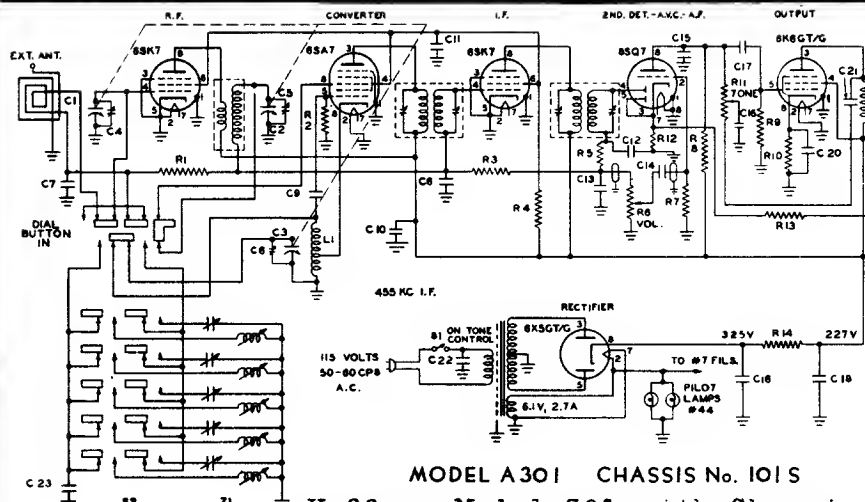 R.F.
CONVERTER
I.F.
2ND. DET.-A.V.C.-A.F.
OUTPUT
6SK7
6SA7
6SK7
6SQ7
6K6GT/G
EXT. ANT.
C11
C15
C17
C21
C1
C4
C5
C2
R2
R11
TONE
C16
R9
R5
C12
R12
R8
R10
C20
C7
R1
C9
C6
R3
C13
C14
R6
VOL.
R7
R4
R13
DIAL
BUTTON
IN
C3
C6
L1
C10
455 KC I.F.
RECTIFIER
6X5GT/G
S1
ON TONE
CONTROL
115 VOLTS
50-60 CPS
A.C.
C22
325V
R14
227V
TO #7 FILS.
6.1V, 2.7A
PILOT
LAMPS
#44
C16
C18
C23
MODEL A301 CHASSIS No. 101S